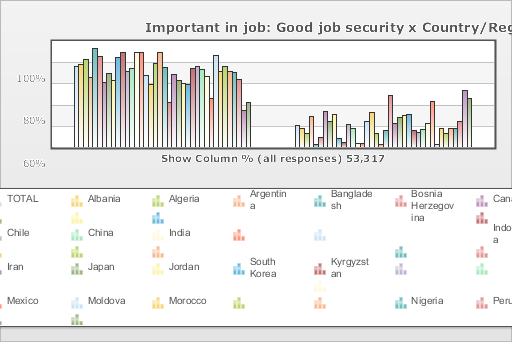 Important in job: Good job security x Country/Reg
100%
80%
60%
Show Column % (all responses) 53,317
TOTAL Albania Algeria Argentin
a Banglade
sh Bosnia
Herzegov
ina Cana
Chile China India Indo
a
Iran Japan Jordan South
Korea Kyrgyzst
an
Mexico Moldova Morocco Nigeria Peru